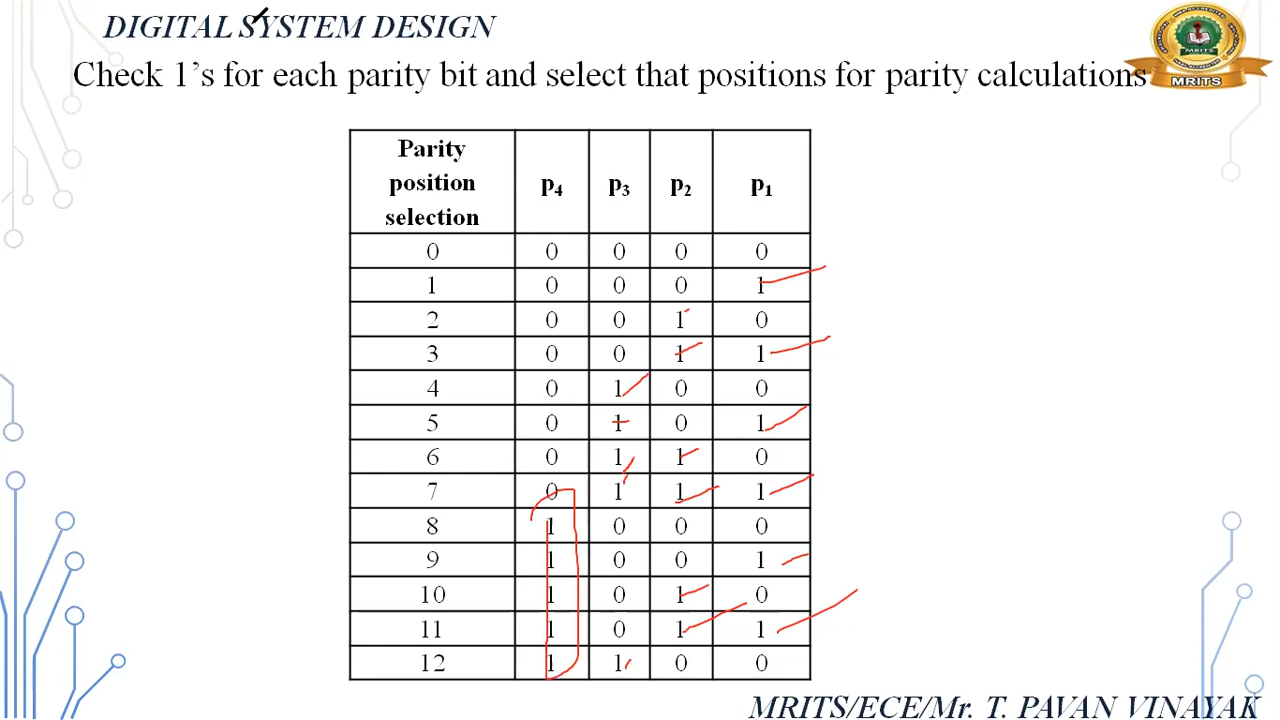 DIGITAL SYSTEM DESIGN
Check 1's for each parity bit and select that positions for parity calculations
MRITS
Parity position selection p4 p3 p2 p1
0 0 0 0 0
1 0 0 0 1
2 0 0 1 0
3 0 0 1 1
4 0 1 0 0
5 0 1 0 1
6 0 1 1 0
7 0 1 1 1
8 1 0 0 0
9 1 0 0 1
10 1 0 1 0
11 1 0 1 1
12 1 1 0 0
MRITS/ECE/Mr. T. PAVAN VINAYAK